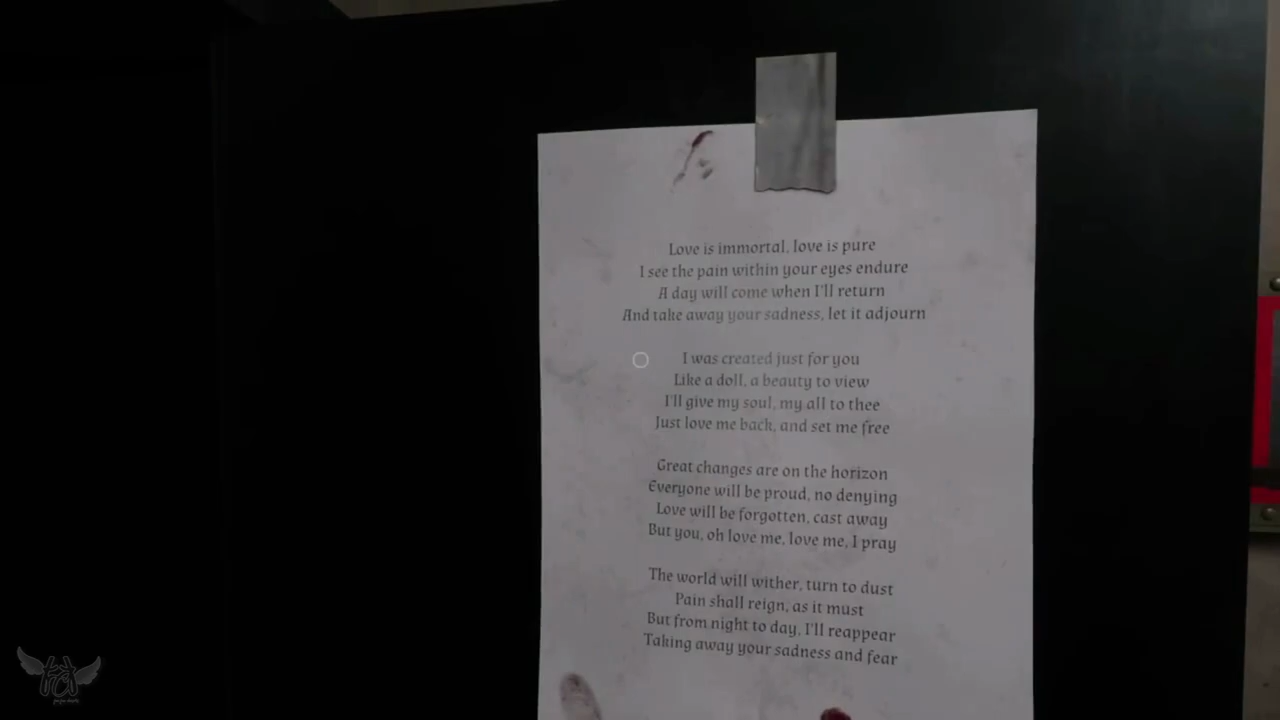 Love is immortal, love is pure
I see the pain within your eyes endure
A day will come when I'll return
And take away your sadness, let it adjourn
I was created just for you
Like a doll, a beauty to view
I'll give my soul, my all to thee
Just love me back, and set me free
Great changes are on the horizon
Everyone will be proud, no denying
Love will be forgotten, cast away
But you, oh love me, love me, I pray
The world will wither, turn to dust
Pain shall reign, as it must
But from night to day, I'll reappear
Taking away your sadness and fear